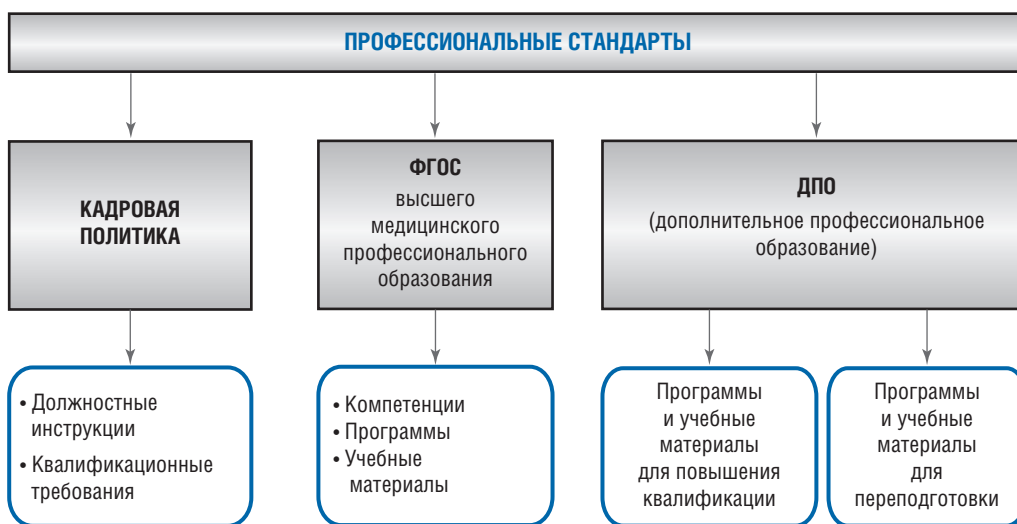 ПРОФЕССИОНАЛЬНЫЕ СТАНДАРТЫ
КАДРОВАЯ
ПОЛИТИКА
ФГОС
высшего
медицинского
профессионального
образования
ДПО
(дополнительное профессиональное
образование)
• Должностные
инструкции
• Квалификационные
требования
• Компетенции
• Программы
• Учебные
материалы
Программы
и учебные
материалы
для повышения
квалификации
Программы
и учебные
материалы
для
переподготовки